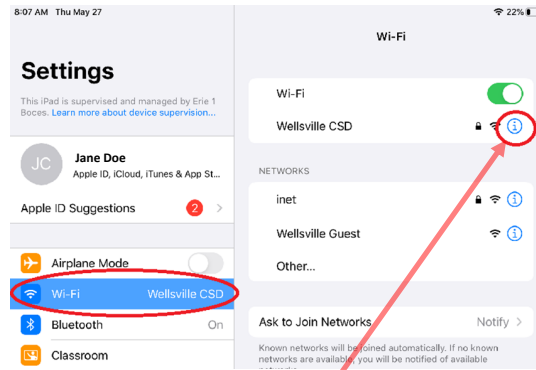 8:07 AM Thu May 27
22%
Settings
This iPad is supervised and managed by Erie 1
Boces. Learn more about device supervision...
JC
Jane Doe
Apple ID, iCloud, iTunes & App St...
Apple ID Suggestions
2
Airplane Mode
Wi-Fi Wellsville CSD
Bluetooth On
Classroom
Wi-Fi
Wi-Fi
Wellsville CSD
NETWORKS
inet
Wellsville Guest
Other...
Ask to Join Networks Notify
Known networks will be joined automatically. If no known
networks are available, you will be notified of available